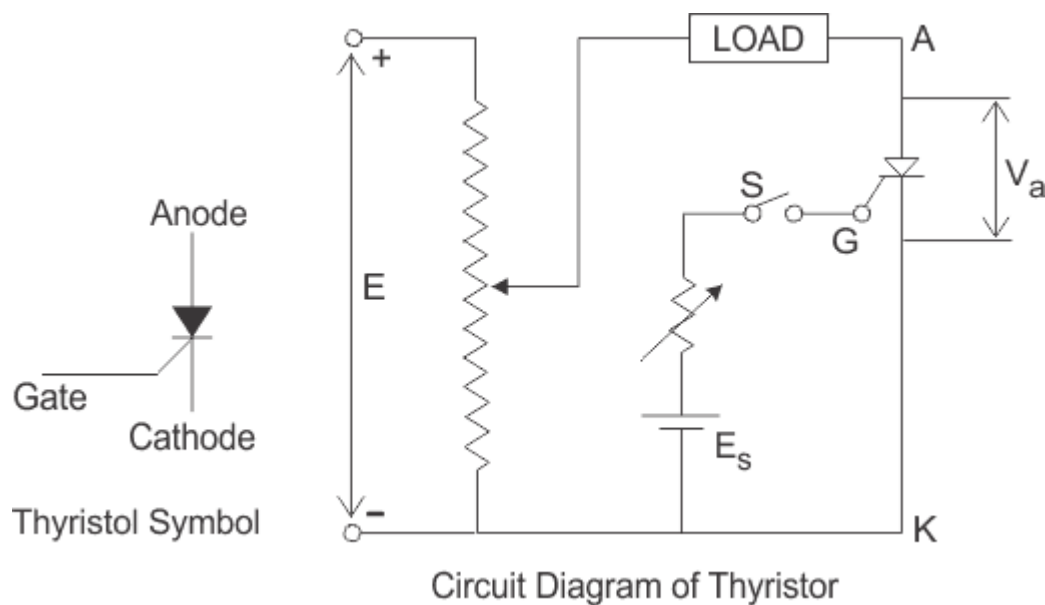 Anode
Gate
Cathode
Thyristol Symbol
+
E
-
LOAD
A
S
G
Va
Es
K
Circuit Diagram of Thyristor